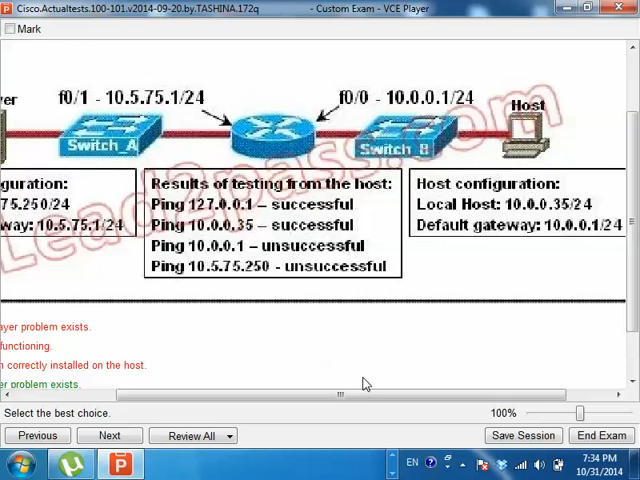 Cisco.Actualtests.100-101.v2014-09-20.by.TASHINA.172q - Custom Exam - VCE Player
Mark
ver
f0/1 - 10.5.75.1/24
f0/0 - 10.0.0.1/24
Host
Switch_A
Switch_B
Lead2pass.com
guration:
75.250/24
way: 10.5.75.1/24
Results of testing from the host:
Ping 127.0.0.1 – successful
Ping 10.0.0.35 – successful
Ping 10.0.0.1 – unsuccessful
Ping 10.5.75.250 - unsuccessful
Host configuration:
Local Host: 10.0.0.35/24
Default gateway: 10.0.0.1/24
ayer problem exists.
functioning.
n correctly installed on the host.
er problem exists.
Select the best choice.
100%
Previous
Next
Review All
Save Session
End Exam
EN
7:34 PM
10/31/2014